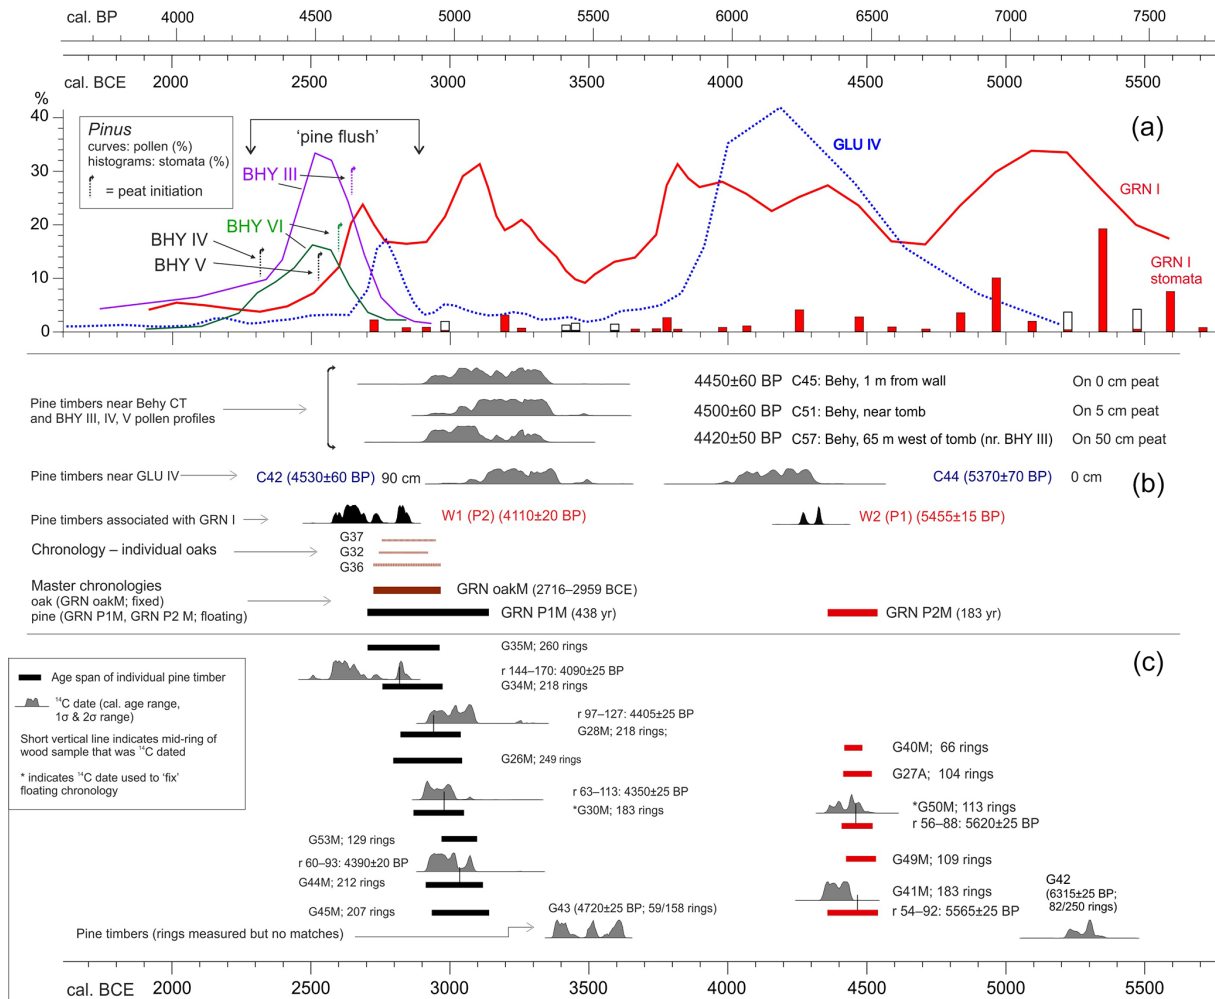 cal. BP 4000 4500 5000 5500 6000 6500 7000 7500
cal. BCE 2000 2500 3000 3500 4000 4500 5000 5500
%
40
30
20
10
0
(a)
Pinus
curves: pollen (%)
histograms: stomata (%)
= peat initiation
'pine flush'
BHY III
BHY VI
BHY IV
BHY V
GLU IV
GRN I
GRN I
stomata
Pine timbers near Behy CT
and BHY III, IV, V pollen profiles
4450±60 BP C45: Behy, 1 m from wall On 0 cm peat
4500±60 BP C51: Behy, near tomb On 5 cm peat
4420±50 BP C57: Behy, 65 m west of tomb (nr. BHY III) On 50 cm peat
Pine timbers near GLU IV C42 (4530±60 BP) 90 cm C44 (5370±70 BP) 0 cm
(b)
Pine timbers associated with GRN I W1 (P2) (4110±20 BP) W2 (P1) (5455±15 BP)
Chronology – individual oaks
G37
G32
G36
Master chronologies
oak (GRN oakM; fixed)
pine (GRN P1M, GRN P2 M; floating)
GRN oakM (2716–2959 BCE)
GRN P1M (438 yr) GRN P2M (183 yr)
(c)
Age span of individual pine timber
14C date (cal. age range,
1σ & 2σ range)
Short vertical line indicates mid-ring of
wood sample that was 14C dated
* indicates 14C date used to 'fix'
floating chronology
G35M; 260 rings
r 144–170: 4090±25 BP
G34M; 218 rings
r 97–127: 4405±25 BP
G28M; 218 rings;
G26M; 249 rings
r 63–113: 4350±25 BP
*G30M; 183 rings
G53M; 129 rings
r 60–93: 4390±20 BP
G44M; 212 rings
G45M; 207 rings
G40M; 66 rings
G27A; 104 rings
*G50M; 113 rings
r 56–88: 5620±25 BP
G49M; 109 rings
G41M; 183 rings
r 54–92: 5565±25 BP
G42
(6315±25 BP;
82/250 rings)
G43 (4720±25 BP; 59/158 rings)
Pine timbers (rings measured but no matches)
cal. BCE 2000 2500 3000 3500 4000 4500 5000 5500